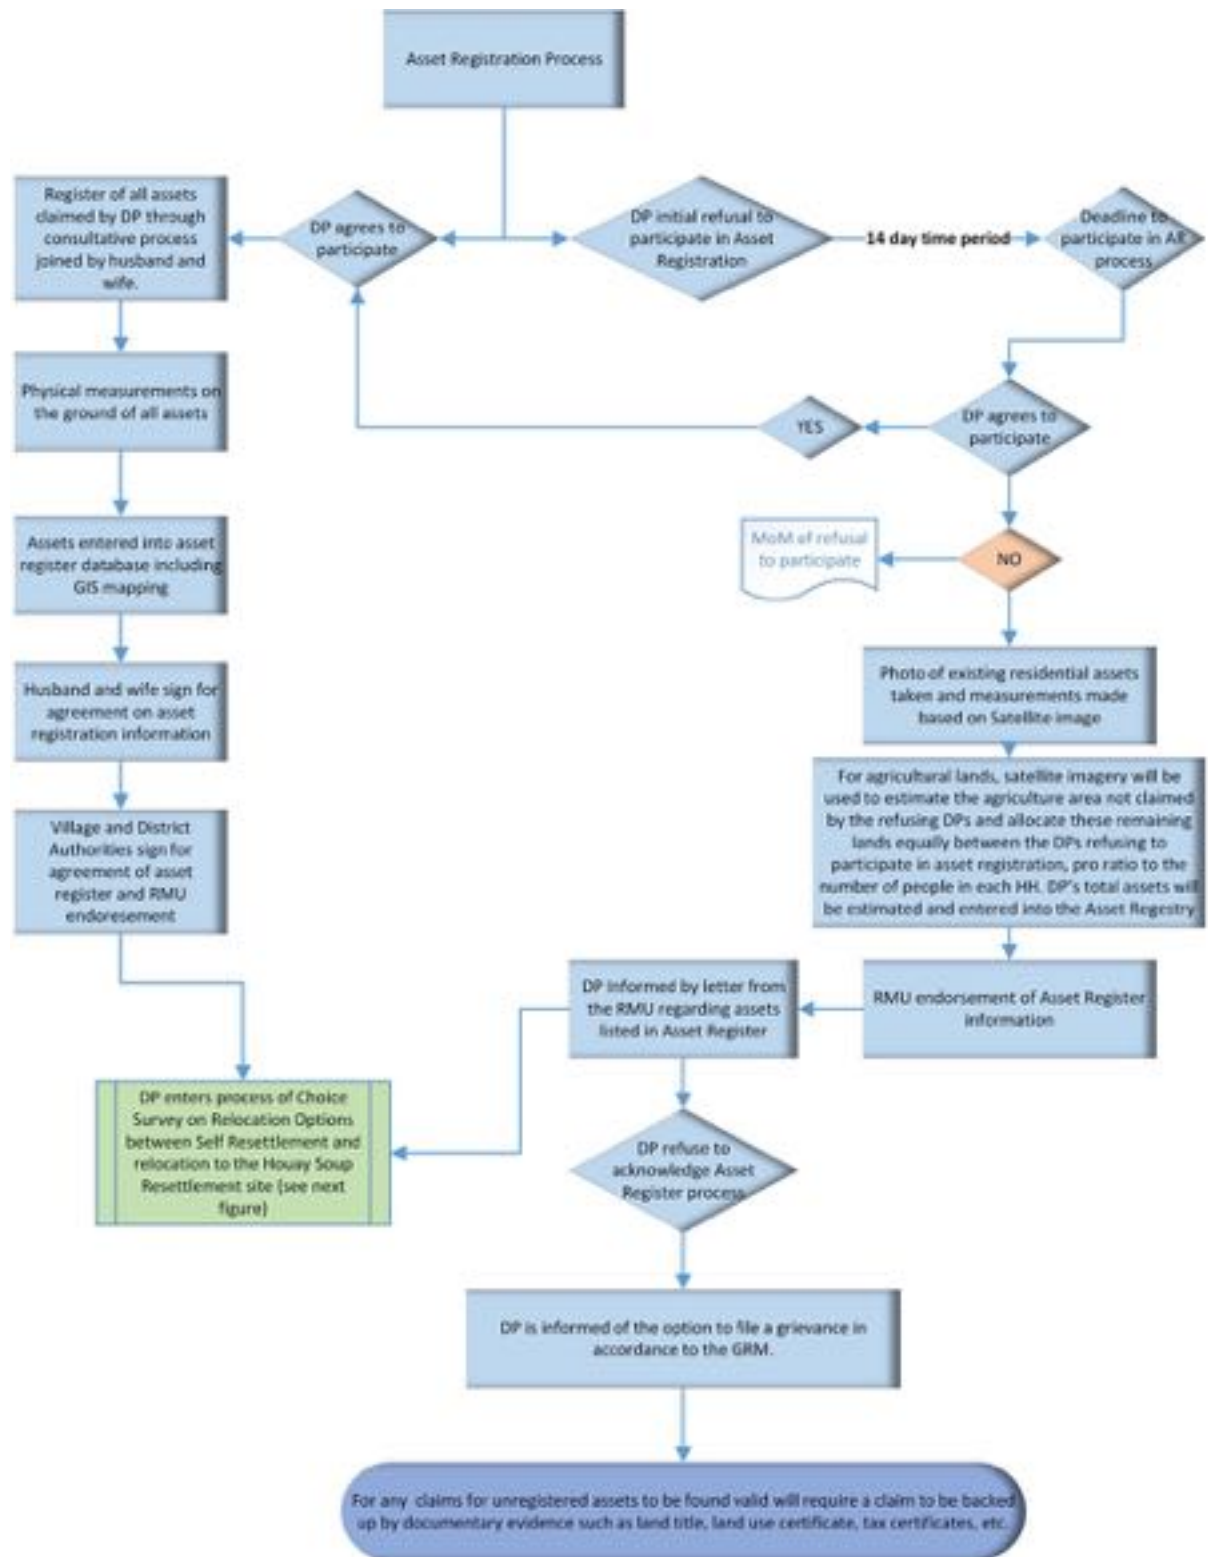 Asset Registration Process
Register of all assets
claimed by DP through
consultative process
joined by husband and
wife.
DP agrees to
participate
DP initial refusal to
participate in Asset
Registration
14 day time period
Deadline to
participate in AR
process
Physical measurements on
the ground of all assets
YES
DP agrees to
participate
Assets entered into asset
register database including
GIS mapping
MoM of refusal
to participate
NO
Husband and wife sign for
agreement on asset
registration information
Photo of existing residential assets
taken and measurements made
based on Satellite image
Village and District
Authorities sign for
agreement of asset
register and RMU
endoresement
For agricultural lands, satellite imagery will be
used to estimate the agriculture area not claimed
by the refusing DPs and allocate these remaining
lands equally between the DPs refusing to
participate in asset registration, pro ratio to the
number of people in each HH. DP's total assets will
be estimated and entered into the Asset Regestry
DP informed by letter from
the RMU regarding assets
listed in Asset Register
RMU endorsement of Asset Register
information
DP enters process of Choice
Survey on Relocation Options
between Self Resettlement and
relocation to the Houay Soup
Resettlement site (see next
figure)
DP refuse to
acknowledge Asset
Register process
DP is informed of the option to file a grievance in
accordance to the GRM.
For any claims for unregistered assets to be found valid will require a claim to be backed
up by documentary evidence such as land title, land use certificate, tax certificates, etc.